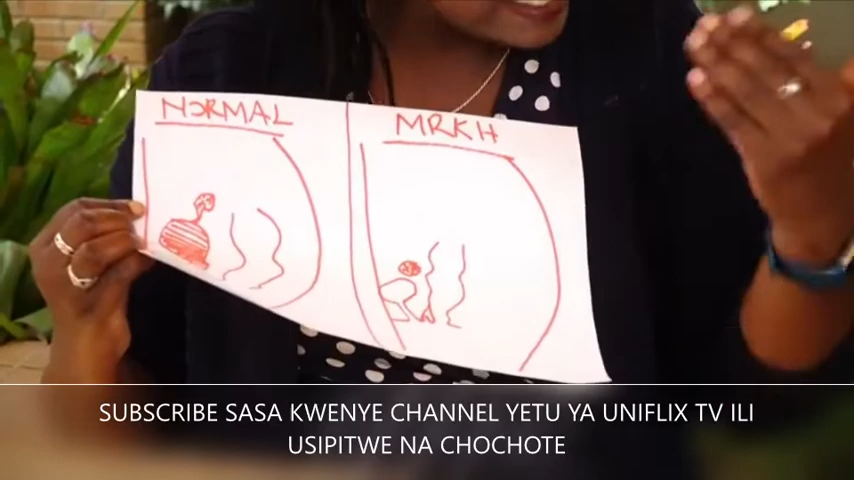 NORMAL
MRKH
SUBSCRIBE SASA KWENYE CHANNEL YETU YA UNIFLIX TV ILI
USIPITWE NA CHOCHOTE